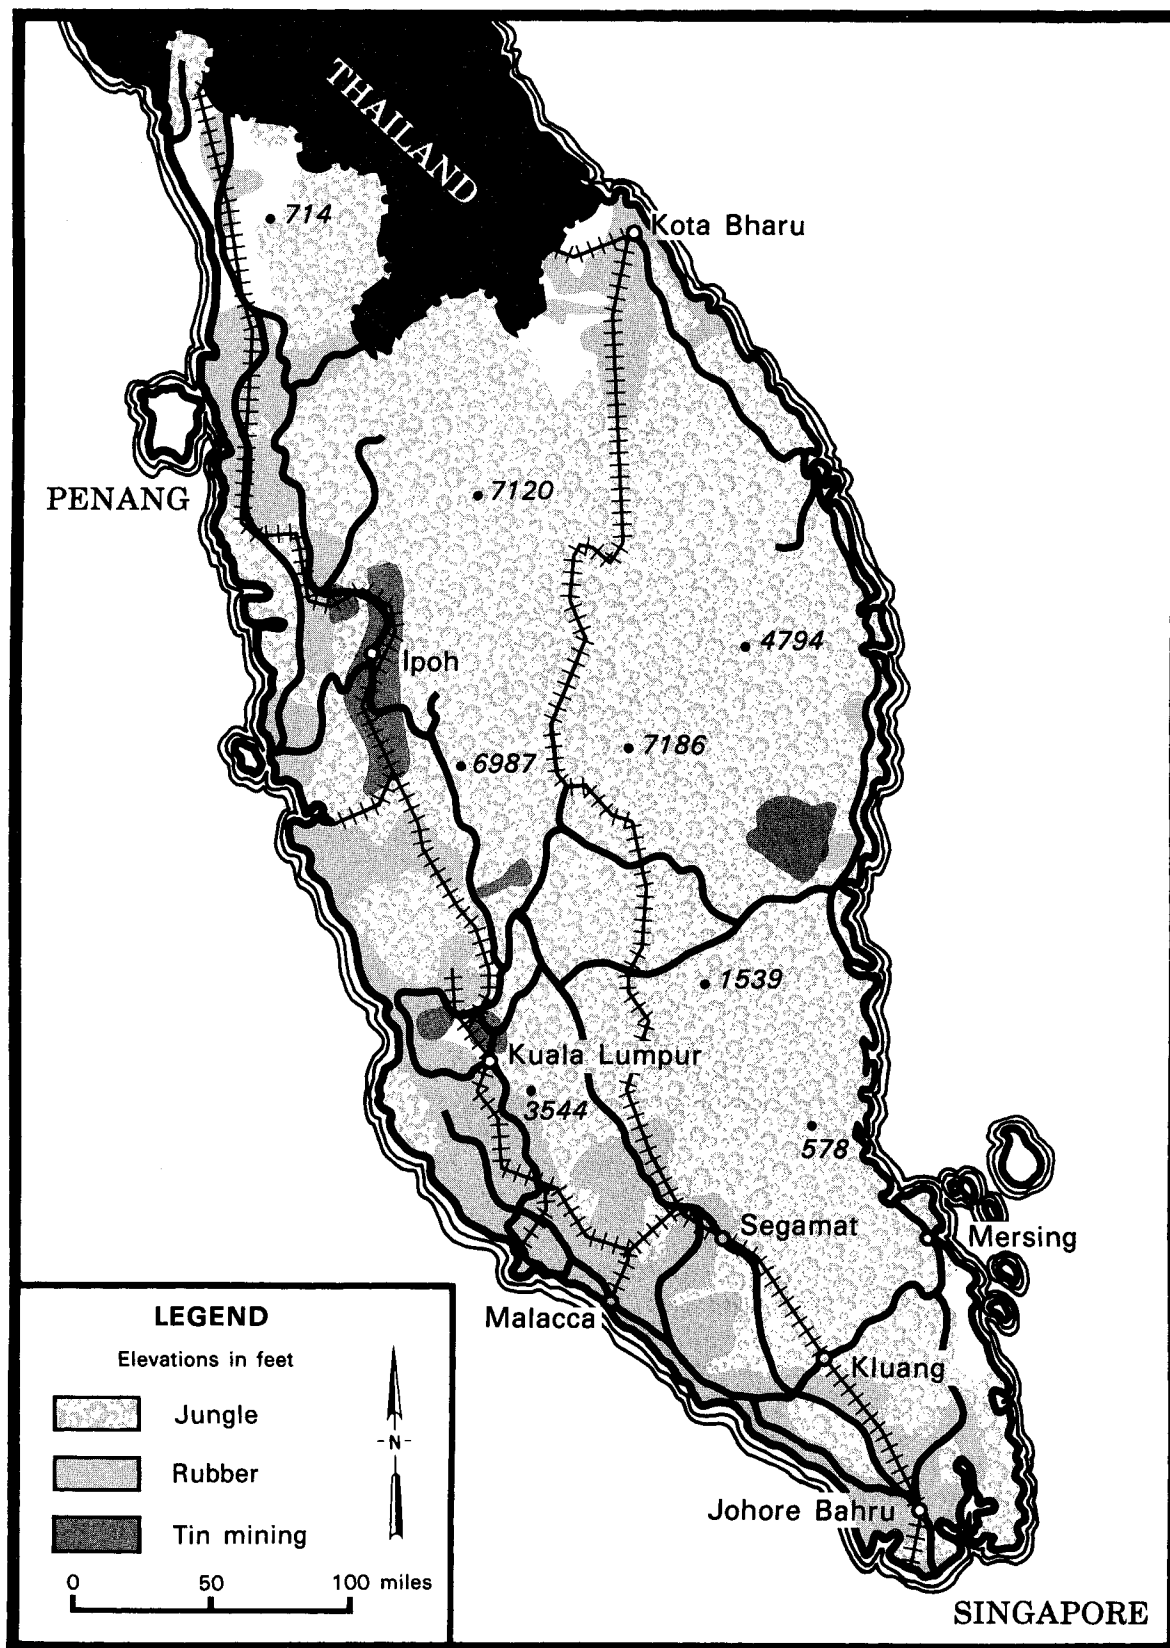 THAILAND
714
Kota Bharu
PENANG
7120
4794
Ipoh
7186
6987
1539
Kuala Lumpur
3544
578
Segamat
Mersing
Malacca
Kluang
Johore Bahru
SINGAPORE
LEGEND
Elevations in feet
Jungle
-N-
Rubber
Tin mining
0 50 100 miles